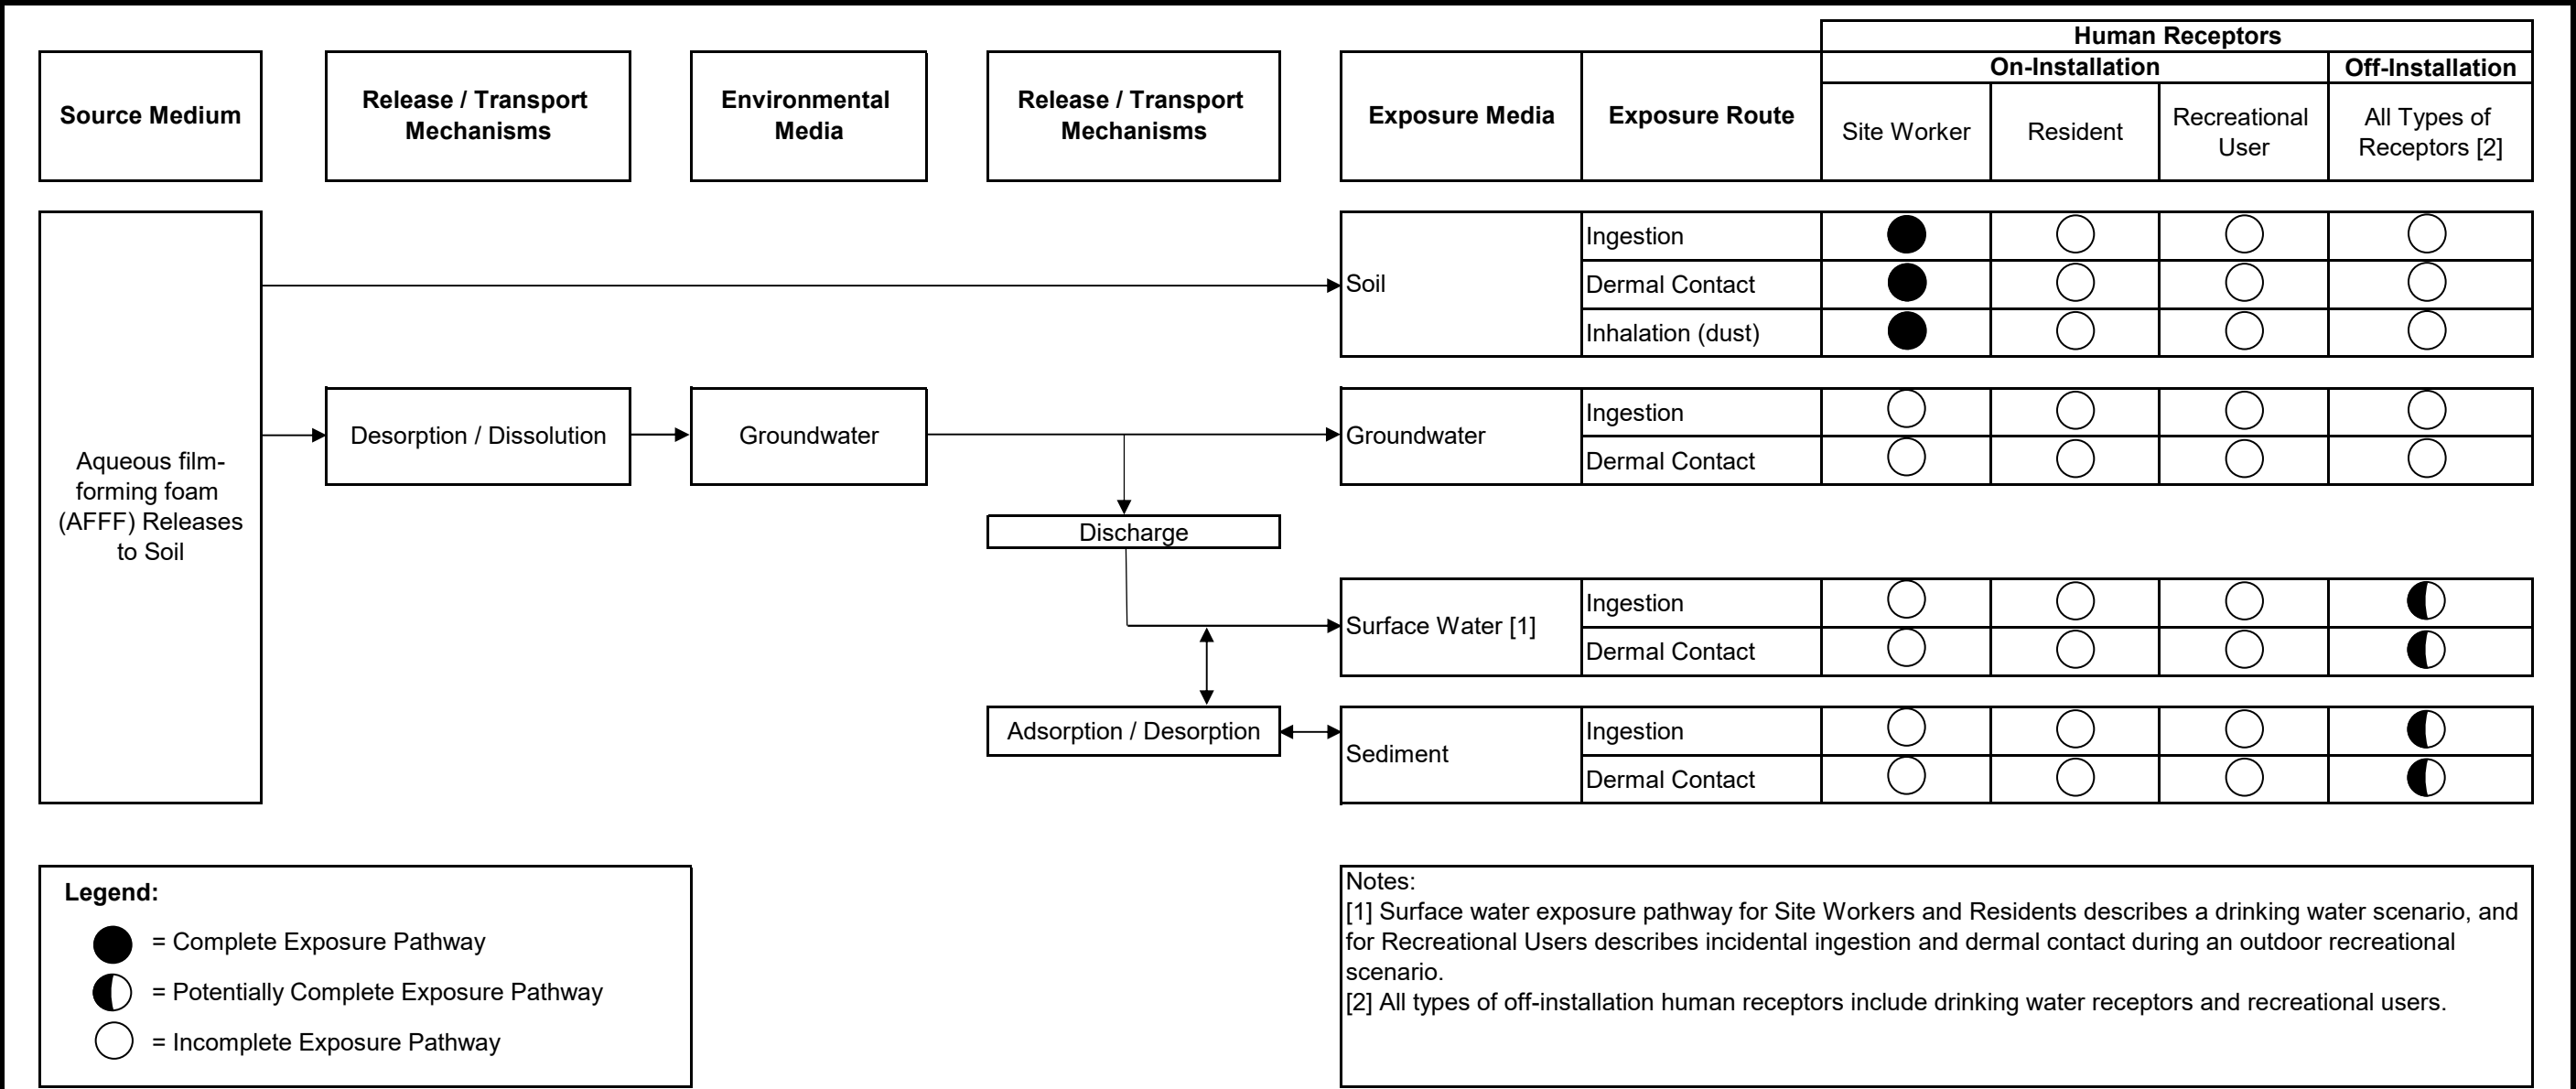 Human Receptors
On-Installation
Off-Installation
Source Medium
Release / Transport
Mechanisms
Environmental
Media
Release / Transport
Mechanisms
Exposure Media
Exposure Route
Site Worker
Resident
Recreational
User
All Types of
Receptors [2]
Aqueous film-
forming foam
(AFFF) Releases
to Soil
Soil
Ingestion
Dermal Contact
Inhalation (dust)
Desorption / Dissolution
Groundwater
Groundwater
Ingestion
Dermal Contact
Discharge
Surface Water [1]
Ingestion
Dermal Contact
Adsorption / Desorption
Sediment
Ingestion
Dermal Contact
Legend:
= Complete Exposure Pathway
= Potentially Complete Exposure Pathway
= Incomplete Exposure Pathway
Notes:
[1] Surface water exposure pathway for Site Workers and Residents describes a drinking water scenario, and
for Recreational Users describes incidental ingestion and dermal contact during an outdoor recreational
scenario.
[2] All types of off-installation human receptors include drinking water receptors and recreational users.